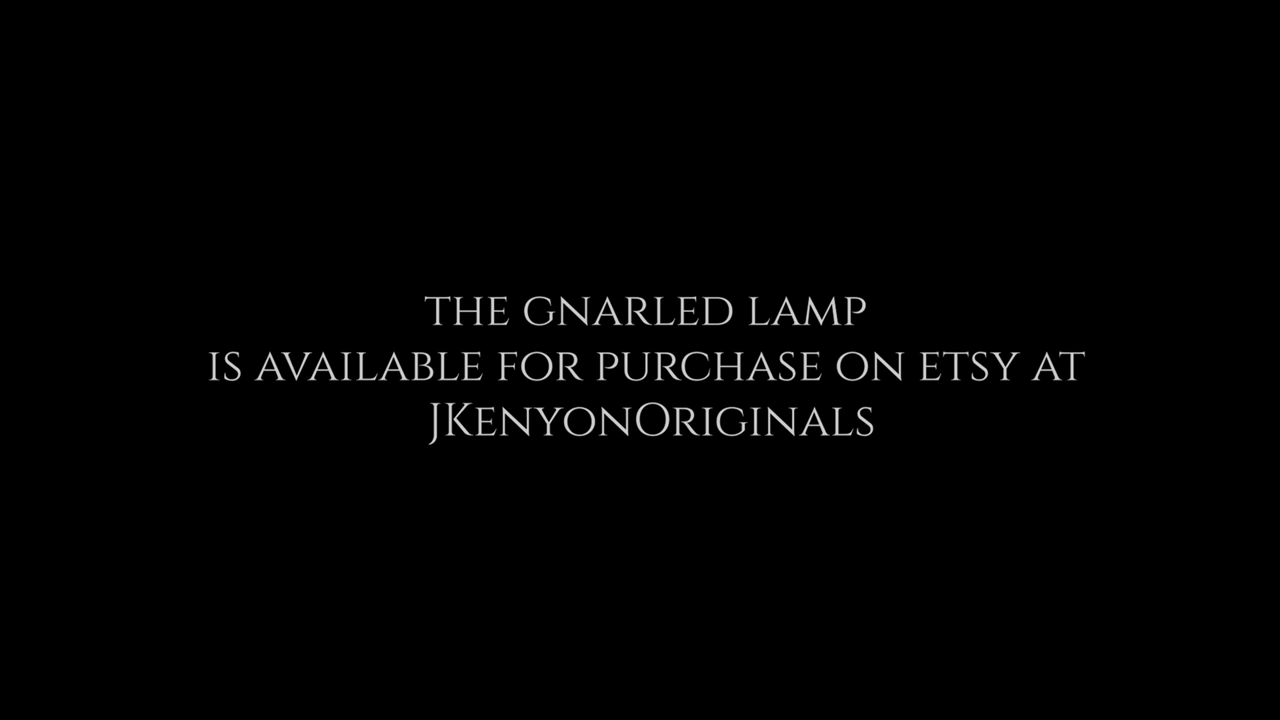 THE GNARLED LAMP
IS AVAILABLE FOR PURCHASE ON ETSY AT
JKENYONORIGINALS